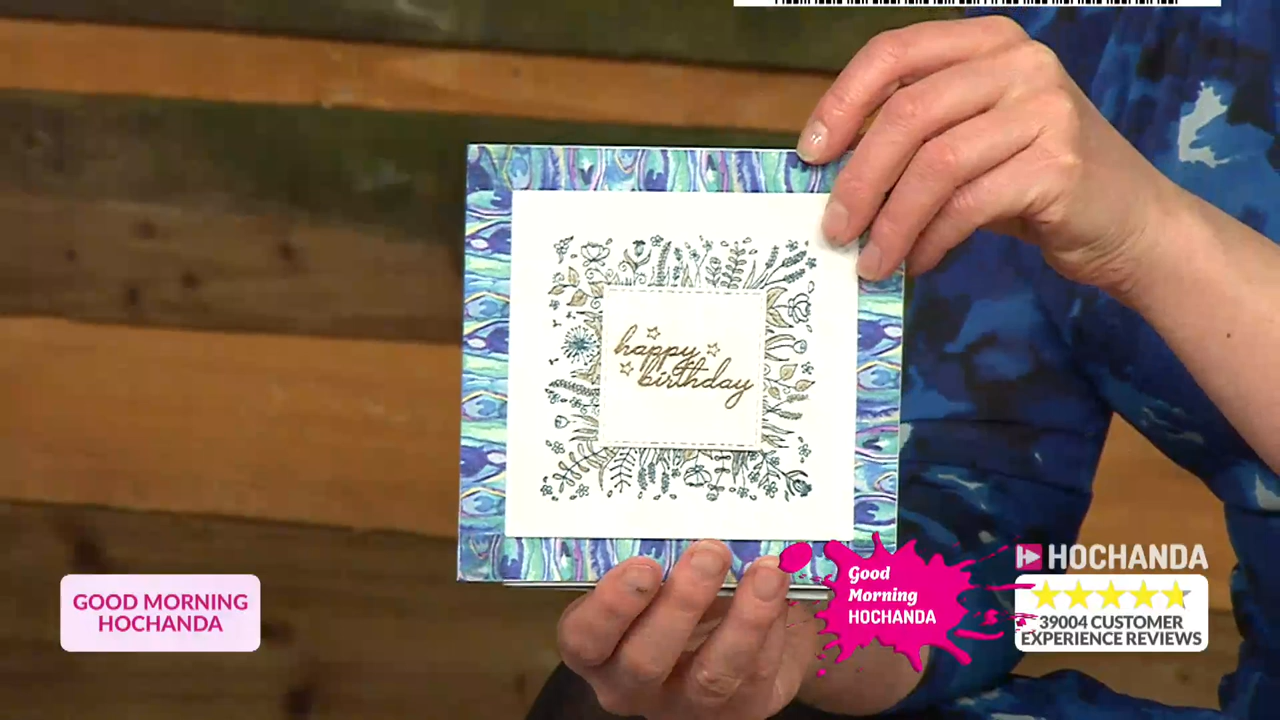 happy
birthday
GOOD MORNING
HOCHANDA
Good
Morning
HOCHANDA
HOCHANDA
39004 CUSTOMER
EXPERIENCE REVIEWS